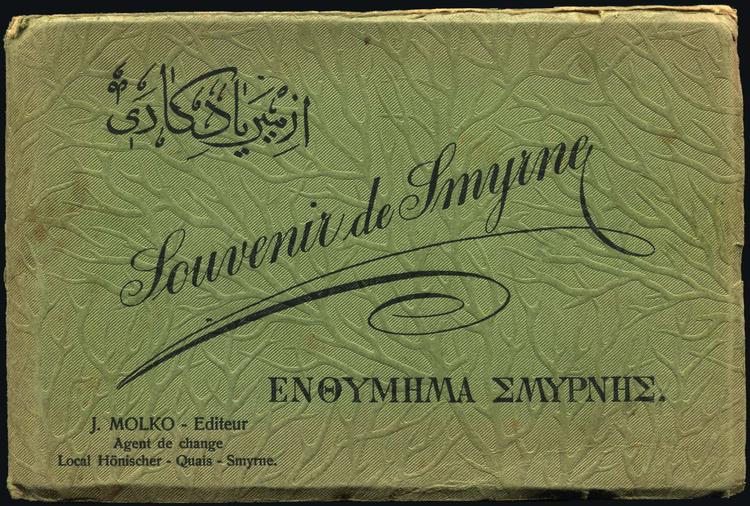 ازمیر یادکاری
Souvenir de Smyrne
ΕΝΘΥΜΗΜΑ ΣΜΥΡΝΗΣ.
J. MOLKO - Editeur
Agent de change
Local Hönischer - Quais - Smyrne.